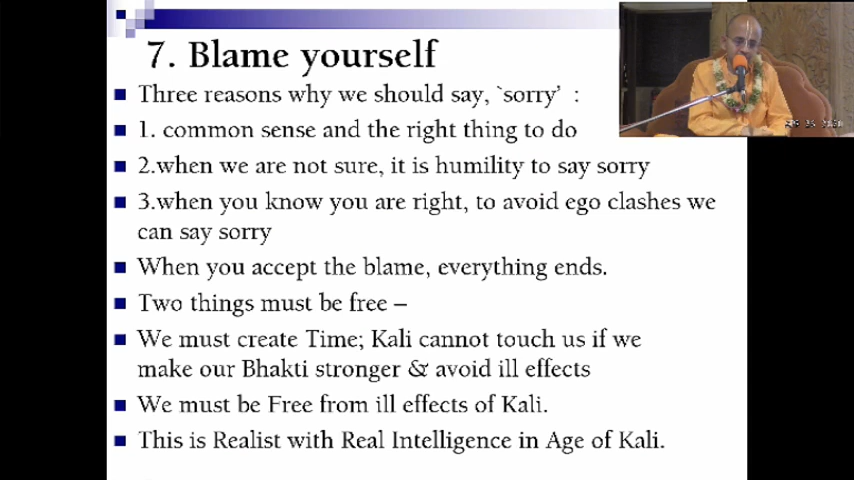 7. Blame yourself
Three reasons why we should say, `sorry' :
1. common sense and the right thing to do
2.when we are not sure, it is humility to say sorry
3.when you know you are right, to avoid ego clashes we
can say sorry
When you accept the blame, everything ends.
Two things must be free –
We must create Time; Kali cannot touch us if we
make our Bhakti stronger & avoid ill effects
We must be Free from ill effects of Kali.
This is Realist with Real Intelligence in Age of Kali.